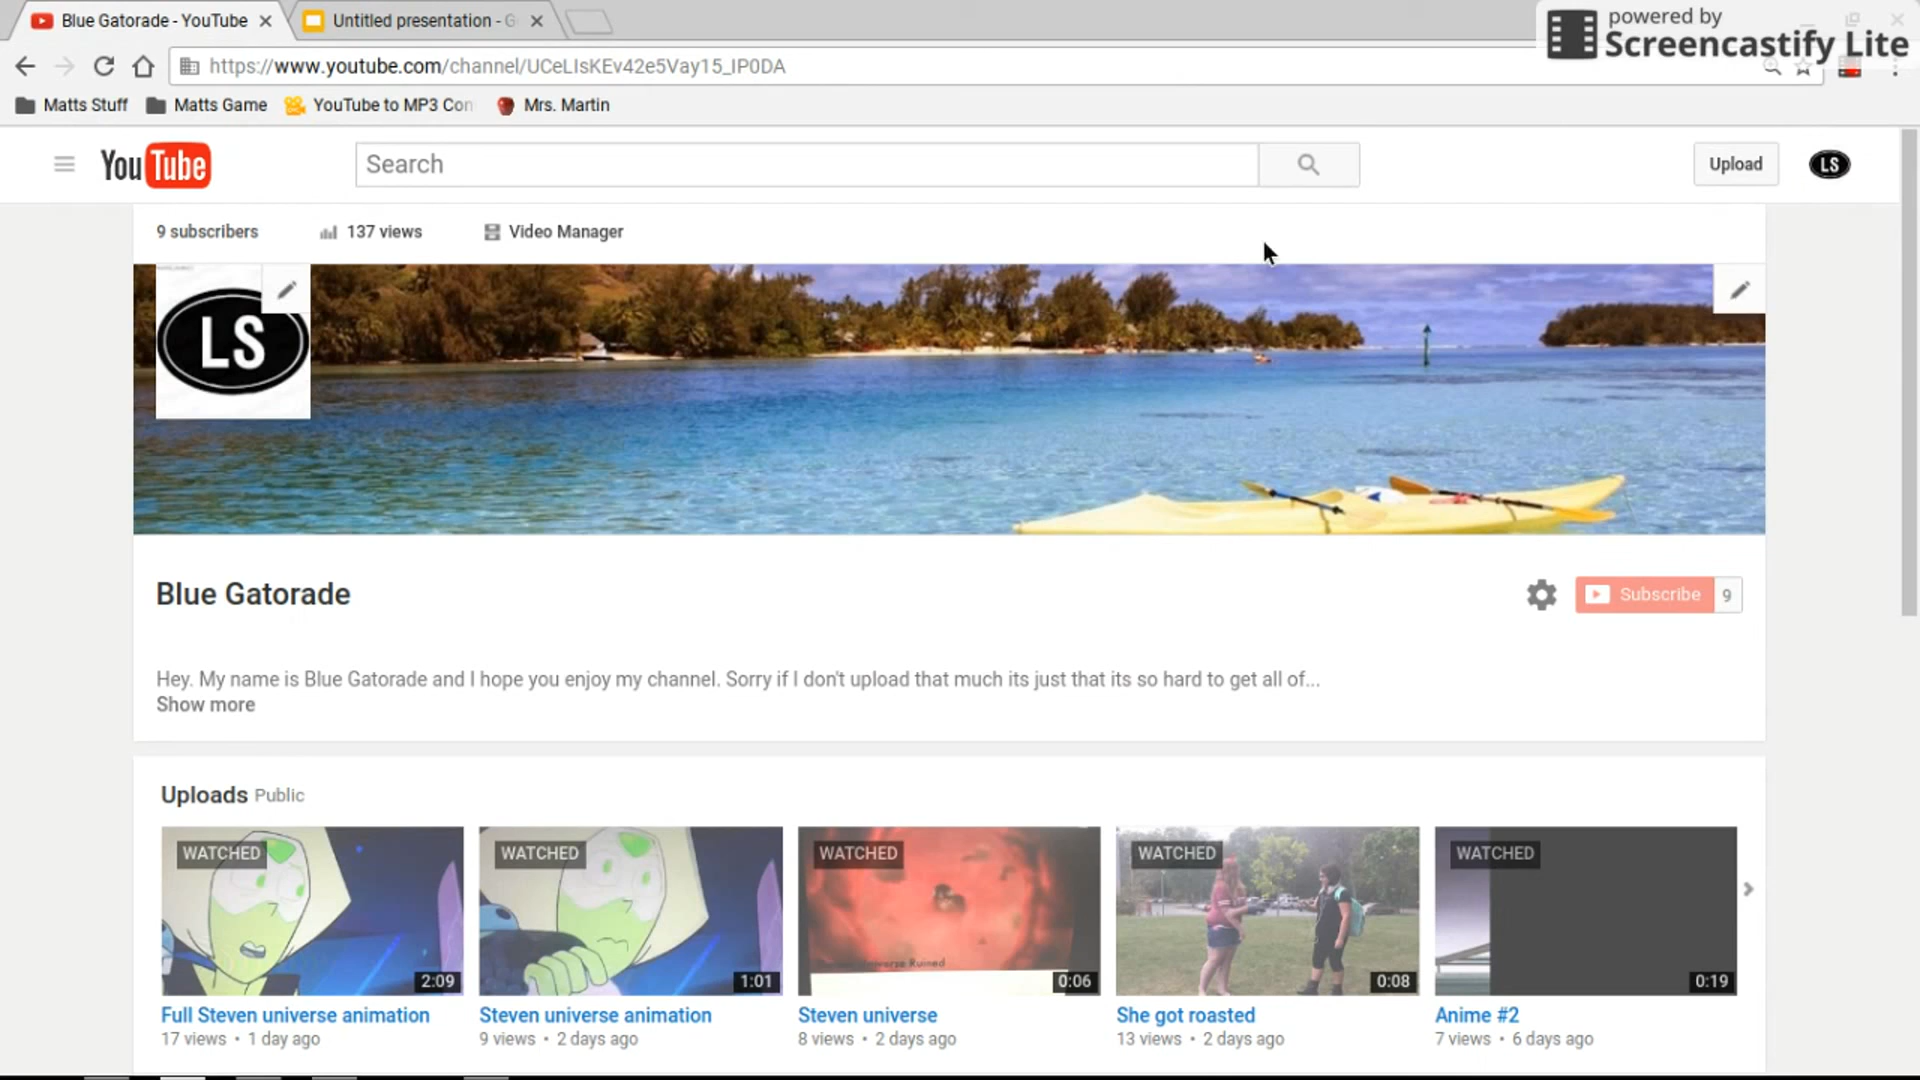 Blue Gatorade - YouTube
Untitled presentation - G
powered by
Screencastify Lite
https://www.youtube.com/channel/UCeLIsKEv42e5Vay15_IP0DA
Matts Stuff
Matts Game
YouTube to MP3 Con
Mrs. Martin
YouTube
Search
Upload
LS
9 subscribers
137 views
Video Manager
LS
Blue Gatorade
Subscribe
9
Hey. My name is Blue Gatorade and I hope you enjoy my channel. Sorry if I don't upload that much its just that its so hard to get all of...
Show more
Uploads Public
WATCHED
WATCHED
WATCHED
WATCHED
WATCHED
2:09
1:01
0:06
0:08
0:19
Full Steven universe animation
Steven universe animation
Steven universe
She got roasted
Anime #2
17 views • 1 day ago
9 views • 2 days ago
8 views • 2 days ago
13 views • 2 days ago
7 views • 6 days ago